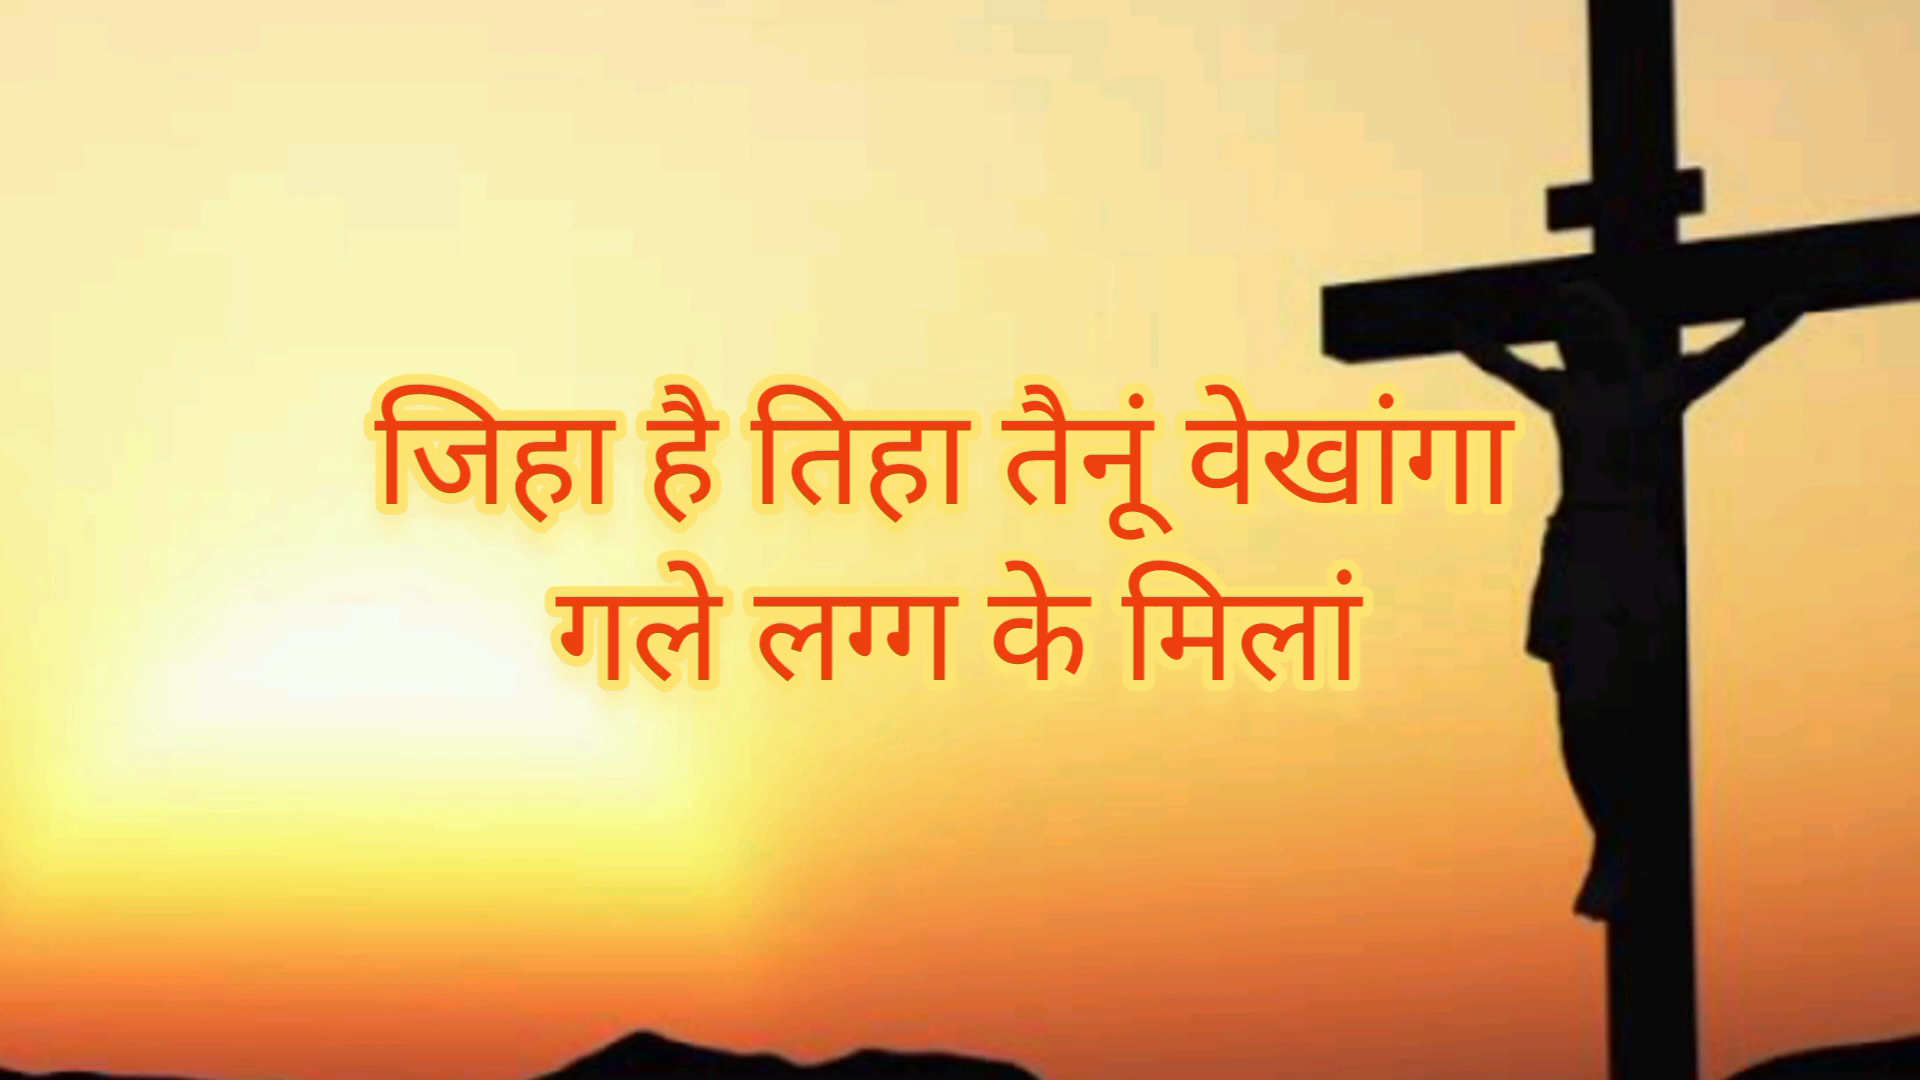 जिहा है तिहा तैनूं वेखांगा
गले लग्ग के मिलां